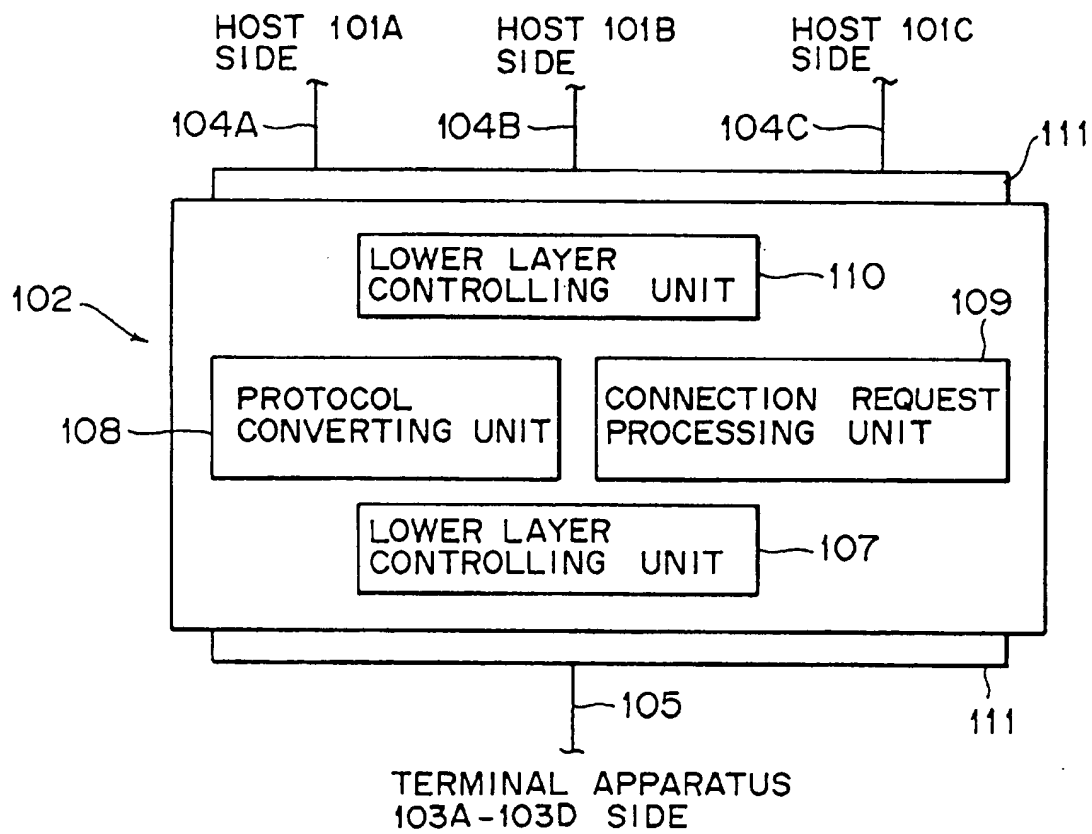 HOST 101A
SIDE
HOST 101B
SIDE
HOST 101C
SIDE
104A
104B
104C
111
LOWER LAYER
CONTROLLING UNIT
110
102
109
PROTOCOL
CONVERTING UNIT
108
CONNECTION REQUEST
PROCESSING UNIT
LOWER LAYER
CONTROLLING UNIT
107
105
111
TERMINAL APPARATUS
103A-103D SIDE